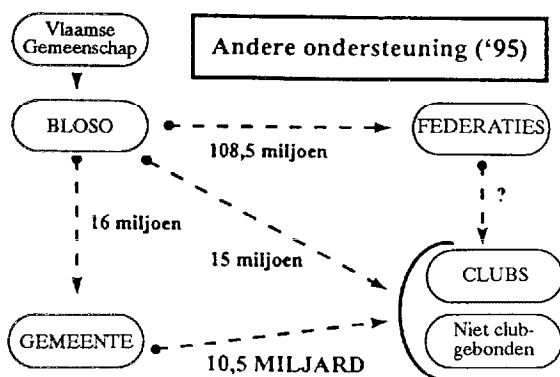 Vlaamse
Gemeenschap
Andere ondersteuning (‘95)
BLOSO
FEDERATIES
108,5 miljoen
?
16 miljoen
15 miljoen
CLUBS
GEMEENTE
Niet club-
gebonden
10,5 MILJARD